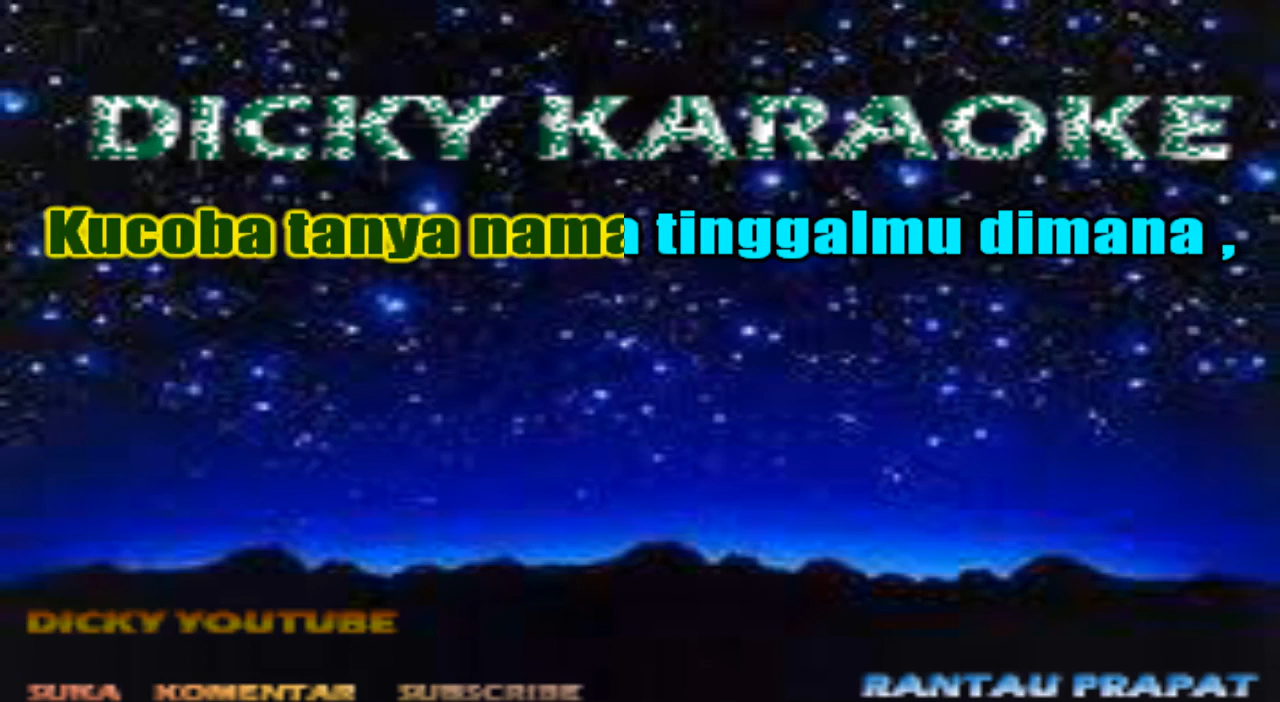 DICKY KARAOKE
Kucoba tanya nama tinggalmu dimana ,
DICKY YOUTUBE
SUKA KOMENTAR SUBSCRIBE
RANTAU PRAPAT